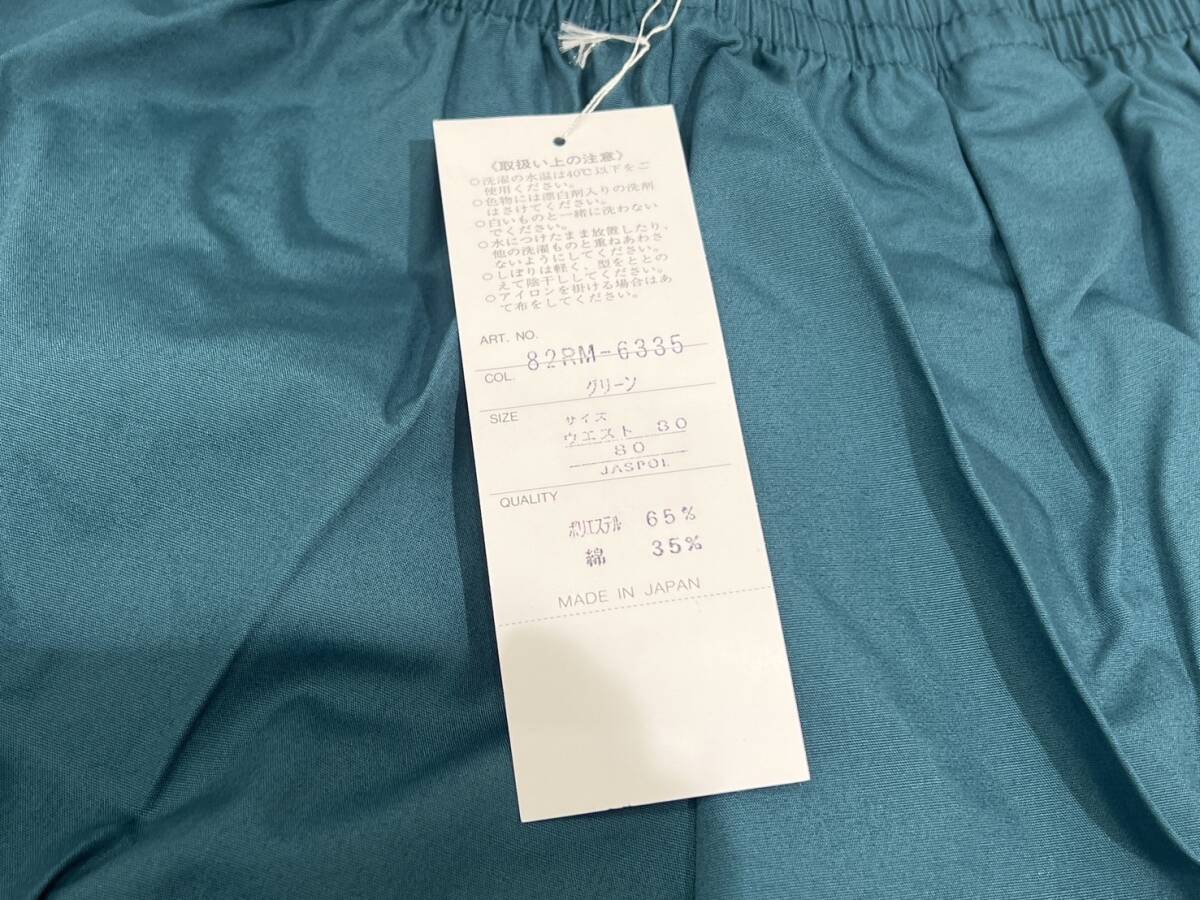 《取扱い上の注意》
○洗濯の水温は40℃以下をご
使用ください。
○色物には漂白剤入りの洗剤
はさけてください。
○白いものと一緒に洗わない
でください。
○水につけたまま放置したり、
他の洗濯ものと重ねあわさ
ないようにしてください。
○しぼりは軽く、型をととの
えて陰干ししてください。
○アイロンを掛ける場合はあ
て布をしてください。
ART. NO.
82RM-6335
COL.
グリーン
SIZE
サイズ
ウエスト 80
80
JASPOL
QUALITY
ポリエステル 65%
綿 35%
MADE IN JAPAN